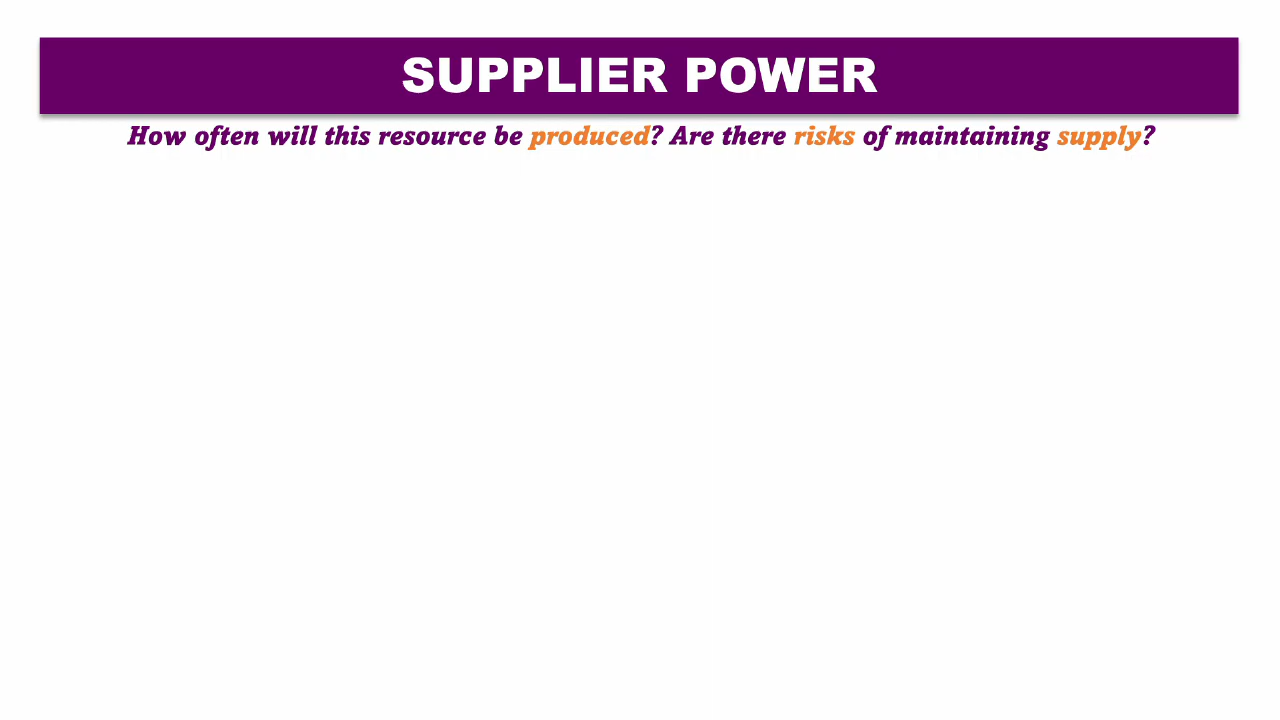 SUPPLIER POWER
How often will this resource be produced? Are there risks of maintaining supply?